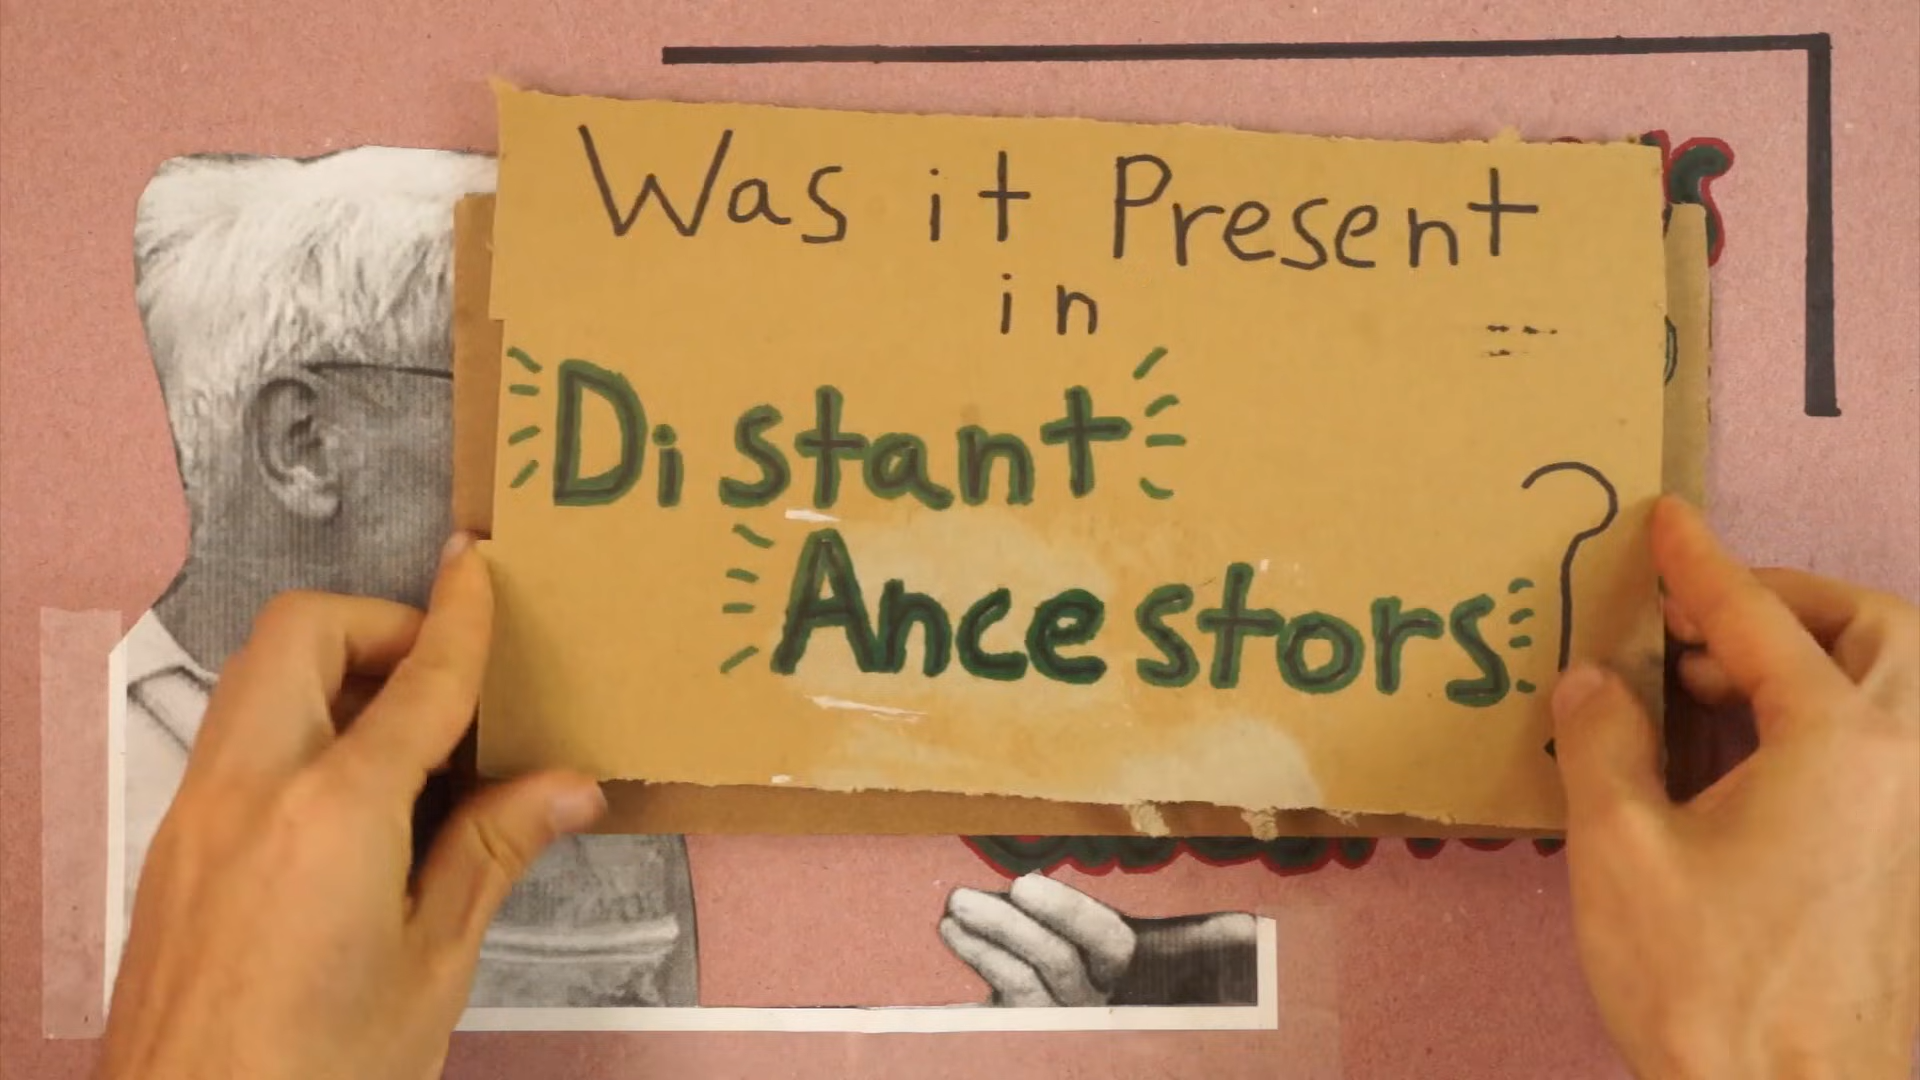 Was it Present
in
Distant
Ancestors?